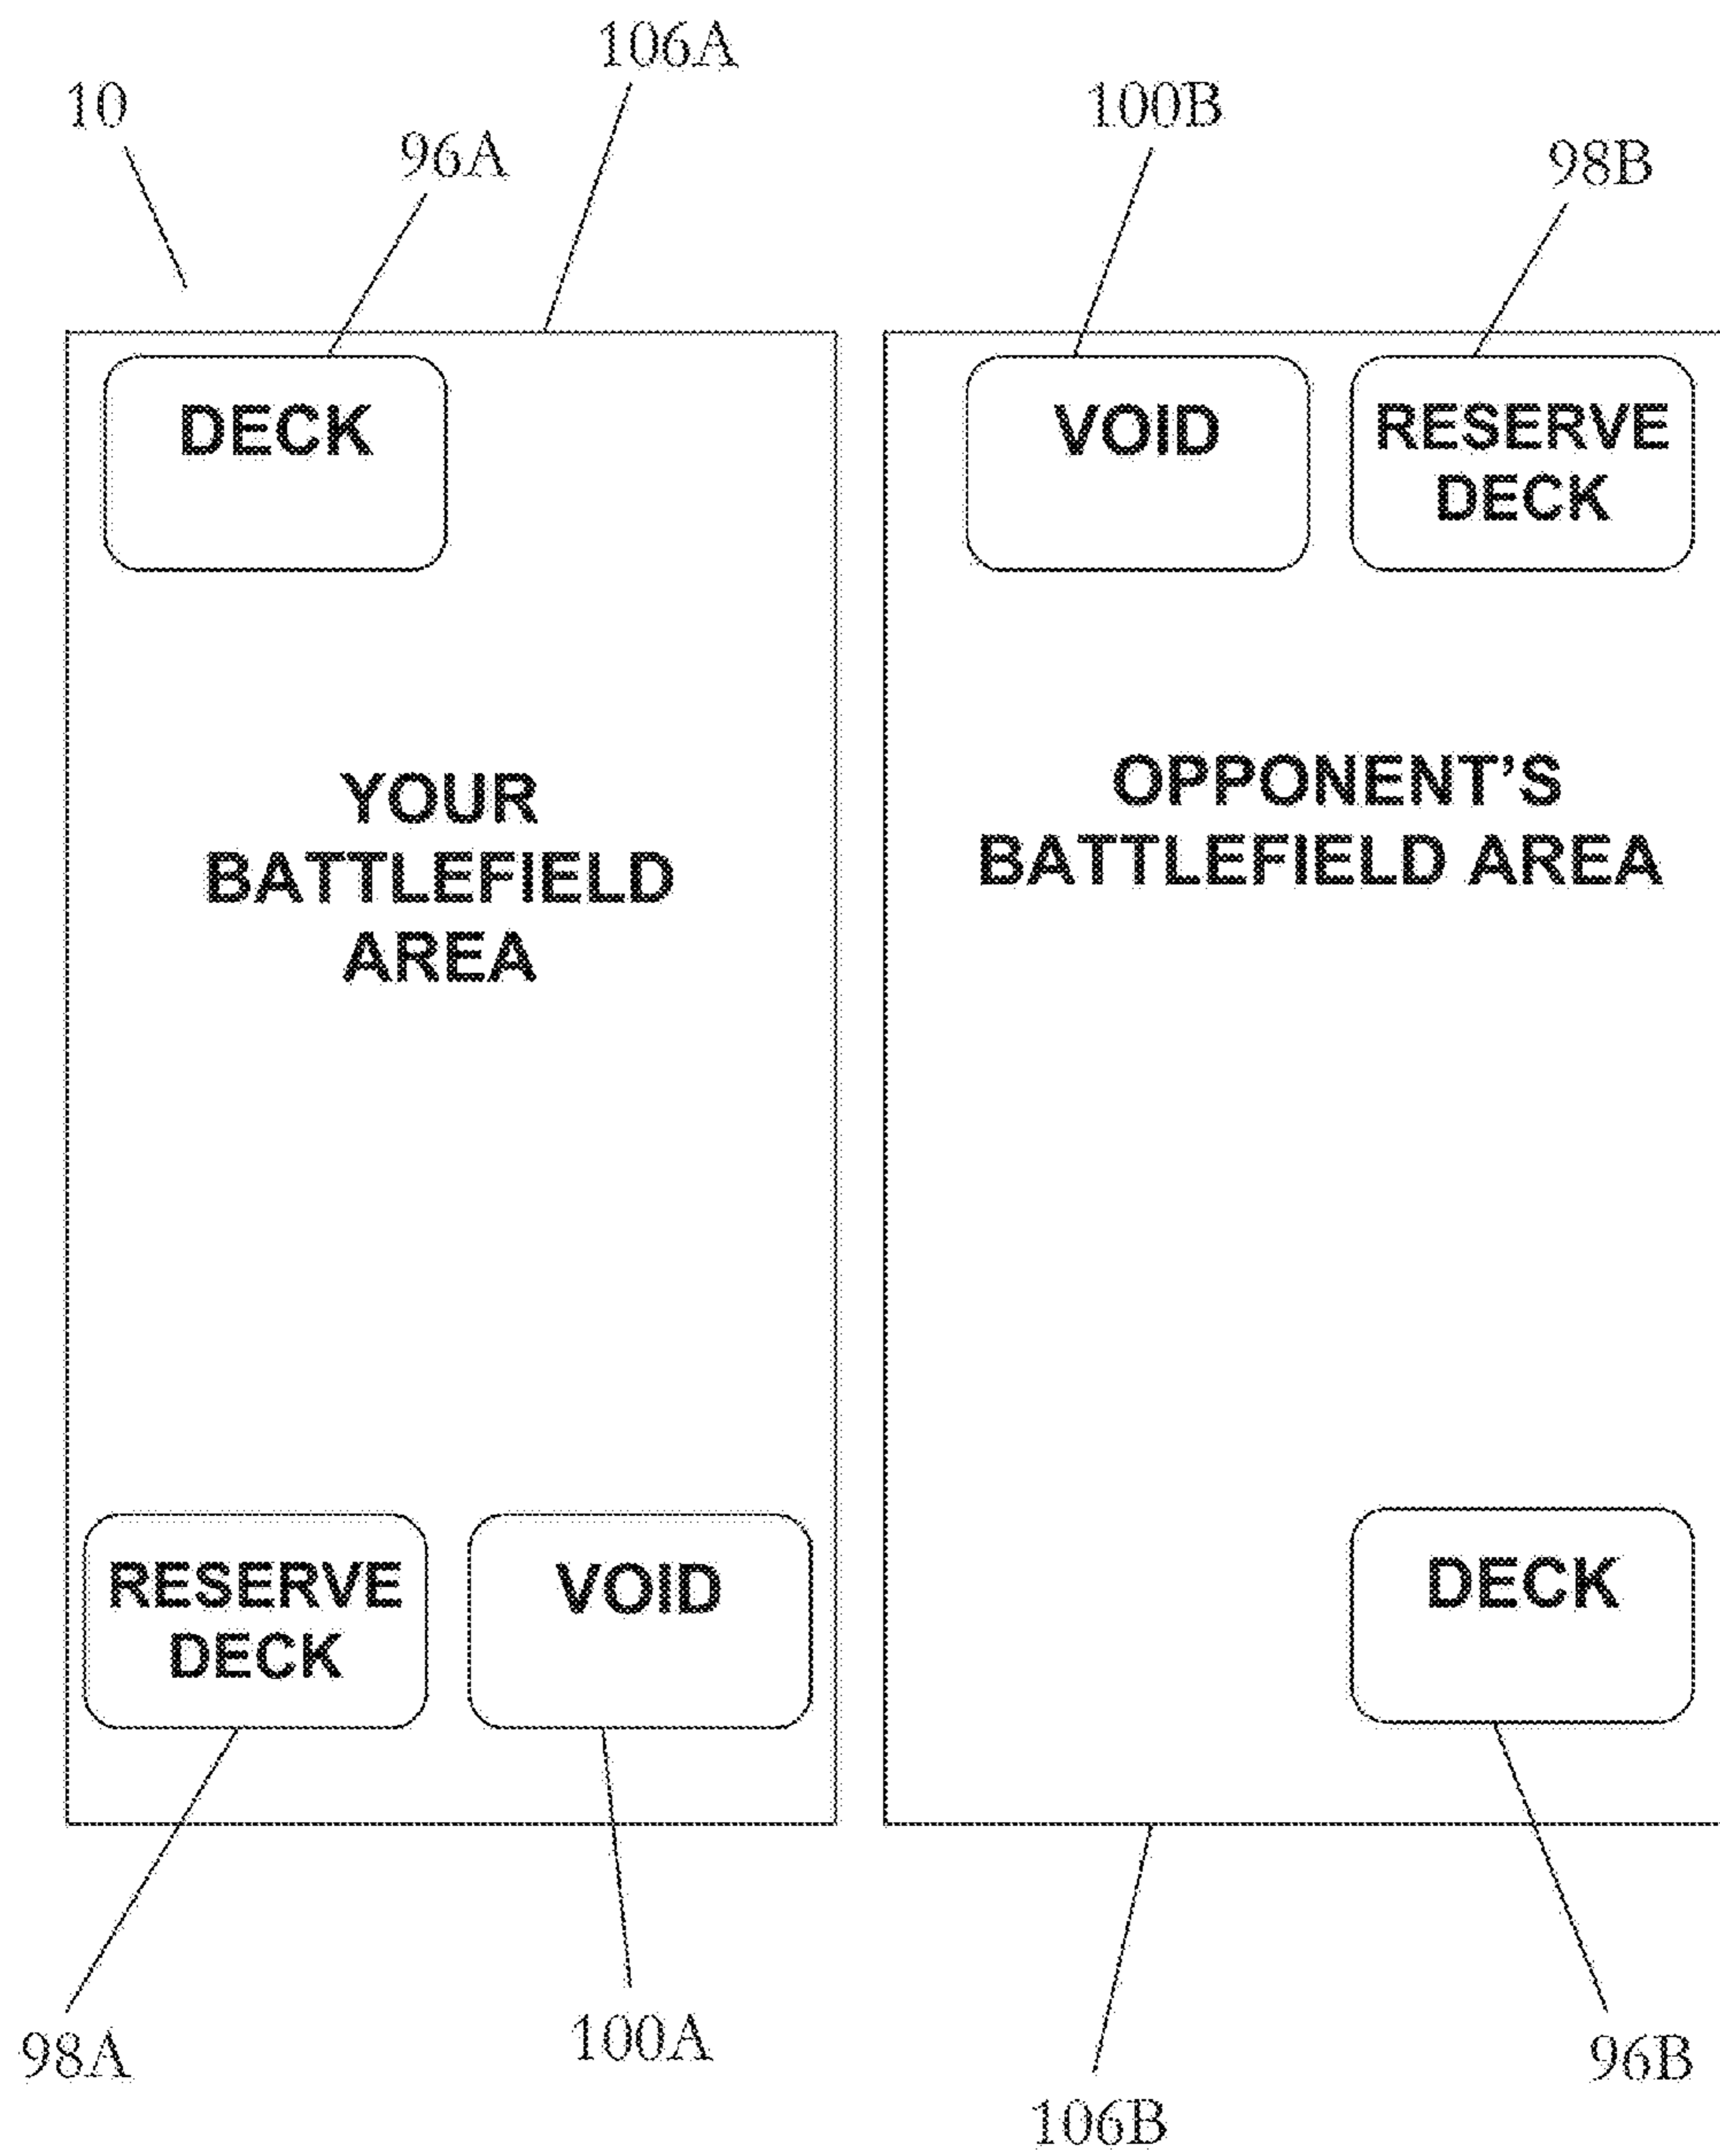 106A
10
100B
96A
98B
DECK
VOID
RESERVE
DECK
YOUR
BATTLEFIELD
AREA
OPPONENT'S
BATTLEFIELD AREA
RESERVE
DECK
VOID
DECK
98A
100A
96B
106B